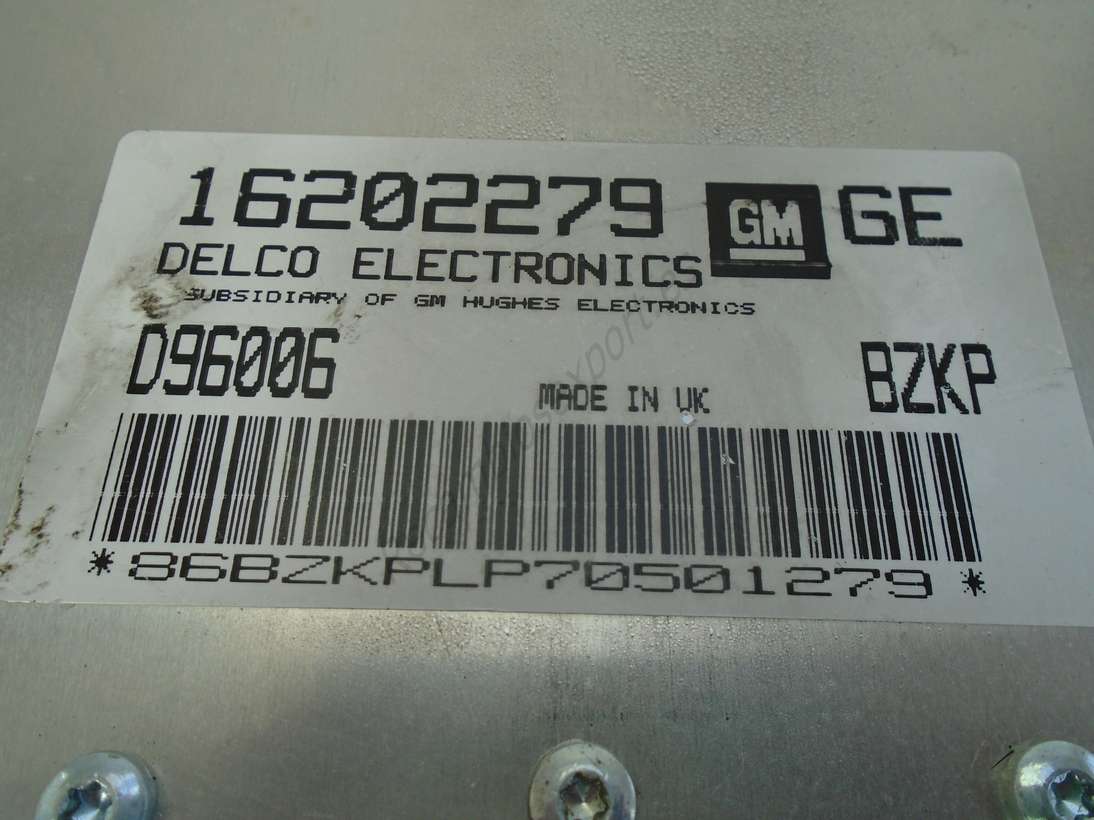 16202279 GM GE
DELCO ELECTRONICS
SUBSIDIARY OF GM HUGHES ELECTRONICS
D96006 MADE IN UK BZKP
*86BZKPLP70501279*